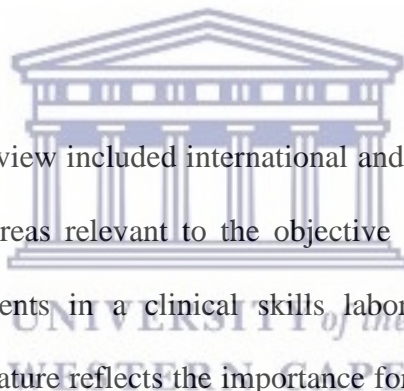 view included international and
reas relevant to the objective
ents in a clinical skills labor
UNIVERSITY of the
WESTERN CAPE
ature reflects the importance for